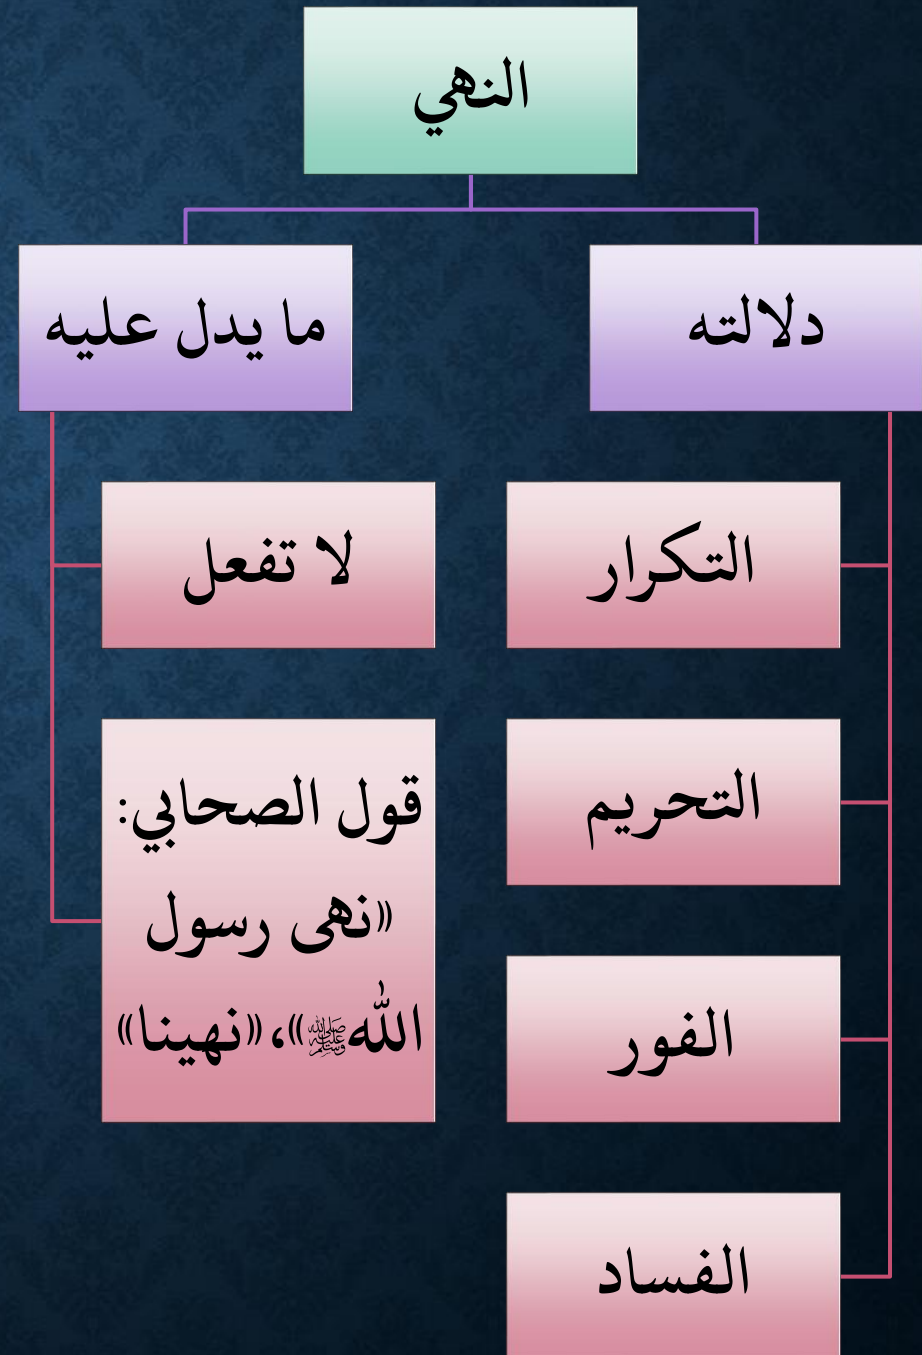 النهي
دلالته
التكرار
التحريم
الفور
الفساد
ما يدل عليه
لا تفعل
قول الصحابي:
«نهى رسول
الله ﷺ»، «نهينا»